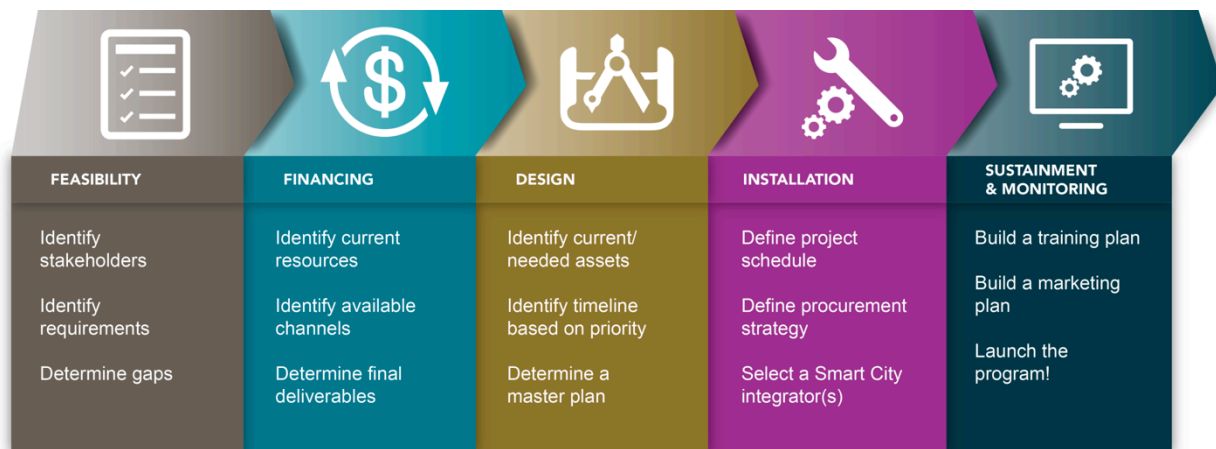 FEASIBILITY
Identify
stakeholders
Identify
requirements
Determine gaps
FINANCING
Identify current
resources
Identify available
channels
Determine final
deliverables
DESIGN
Identify current/
needed assets
Identify timeline
based on priority
Determine a
master plan
INSTALLATION
Define project
schedule
Define procurement
strategy
Select a Smart City
integrator(s)
SUSTAINMENT
& MONITORING
Build a training plan
Build a marketing
plan
Launch the
program!